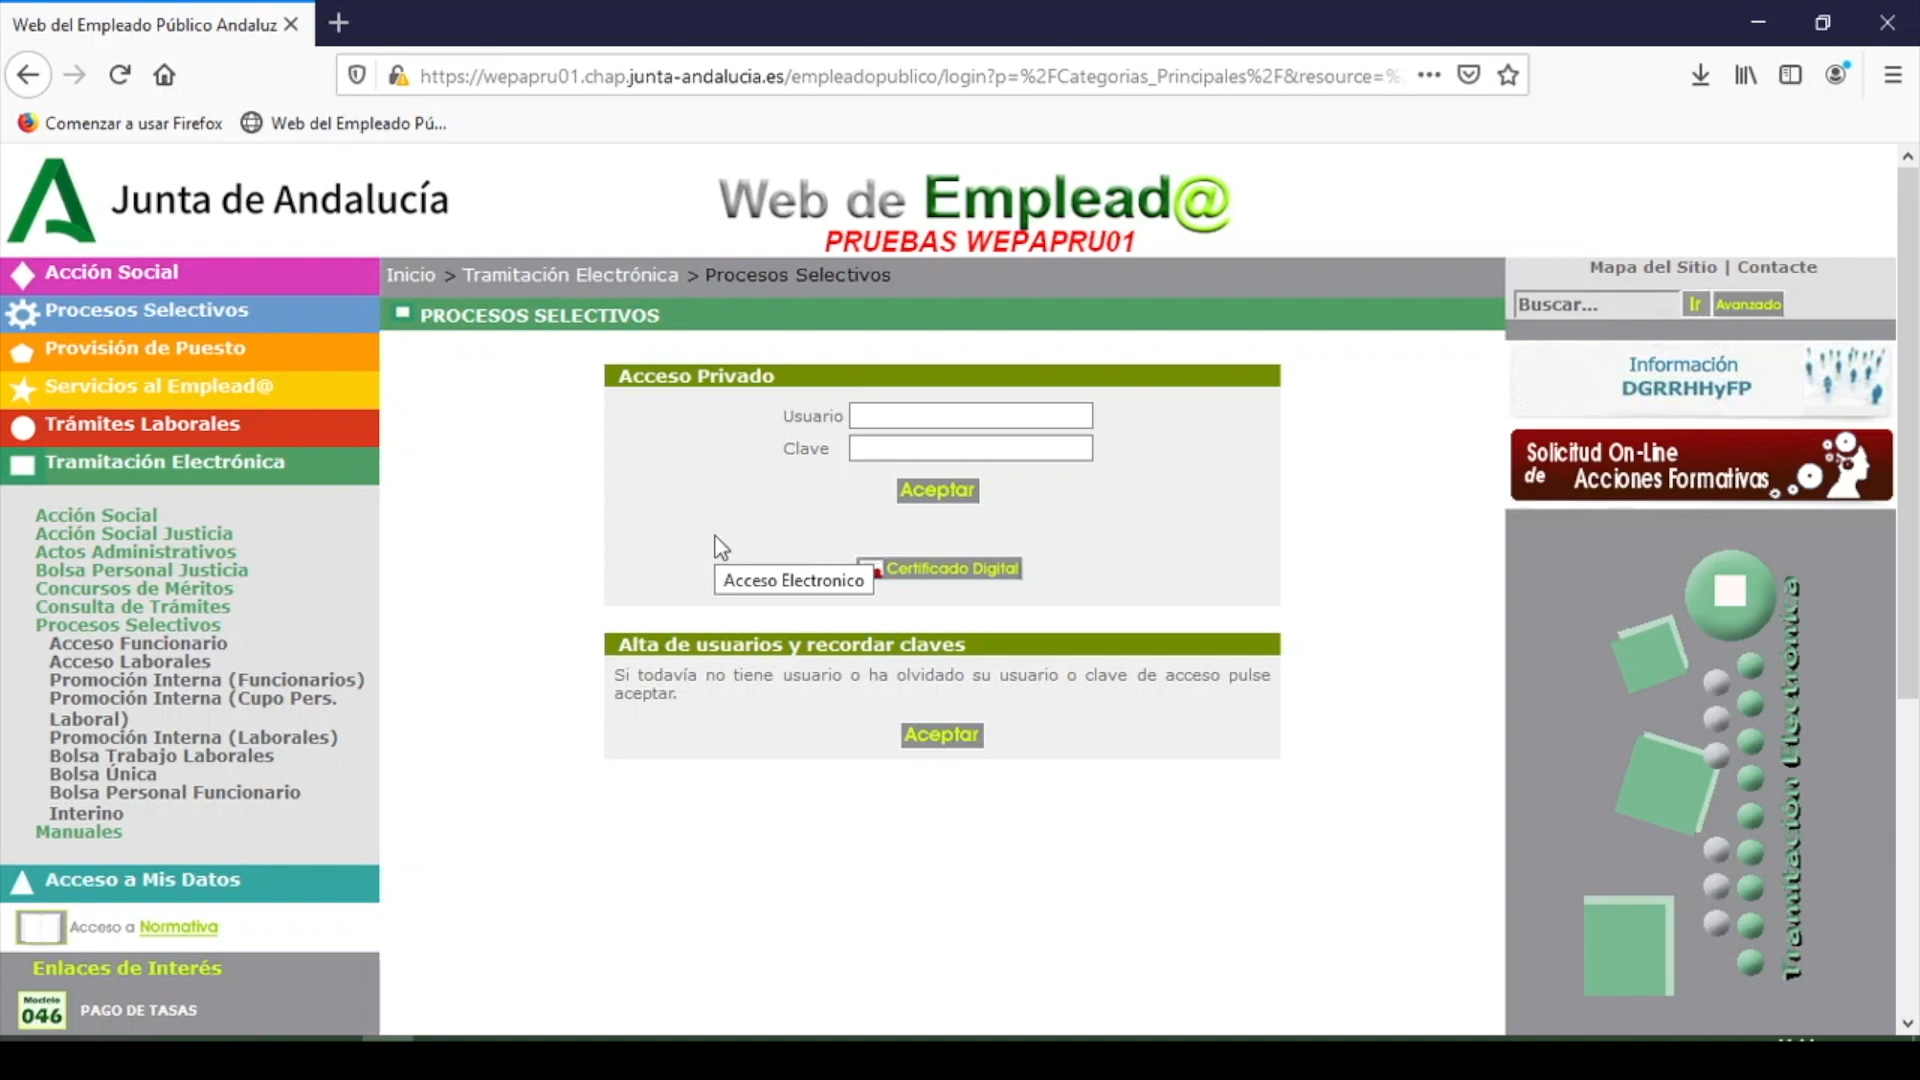 Web del Empleado Público Andaluz
https://wepapru01.chap.junta-andalucia.es/empleadopublico/login?p=%2FCategorias_Principales%2F&resource=%
Comenzar a usar Firefox
Web del Empleado Pú...
Junta de Andalucía
Web de Emplead@
PRUEBAS WEPAPRU01
Acción Social
Procesos Selectivos
Provisión de Puesto
Servicios al Emplead@
Trámites Laborales
Tramitación Electrónica
Acción Social
Acción Social Justicia
Actos Administrativos
Bolsa Personal Justicia
Concursos de Méritos
Consulta de Trámites
Procesos Selectivos
Acceso Funcionario
Acceso Laborales
Promoción Interna (Funcionarios)
Promoción Interna (Cupo Pers.
Laboral)
Promoción Interna (Laborales)
Bolsa Trabajo Laborales
Bolsa Única
Bolsa Personal Funcionario
Interino
Manuales
Acceso a Mis Datos
Acceso a Normativa
Enlaces de Interés
Modelo
046
PAGO DE TASAS
Inicio > Tramitación Electrónica > Procesos Selectivos
PROCESOS SELECTIVOS
Acceso Privado
Usuario
Clave
Aceptar
Certificado Digital
Acceso Electronico
Alta de usuarios y recordar claves
Si todavía no tiene usuario o ha olvidado su usuario o clave de acceso pulse
aceptar.
Aceptar
Mapa del Sitio | Contacte
Buscar... Ir Avanzado
Información
DGRRHHyFP
Solicitud On-Line
de Acciones Formativas
Tramitación Electrónica